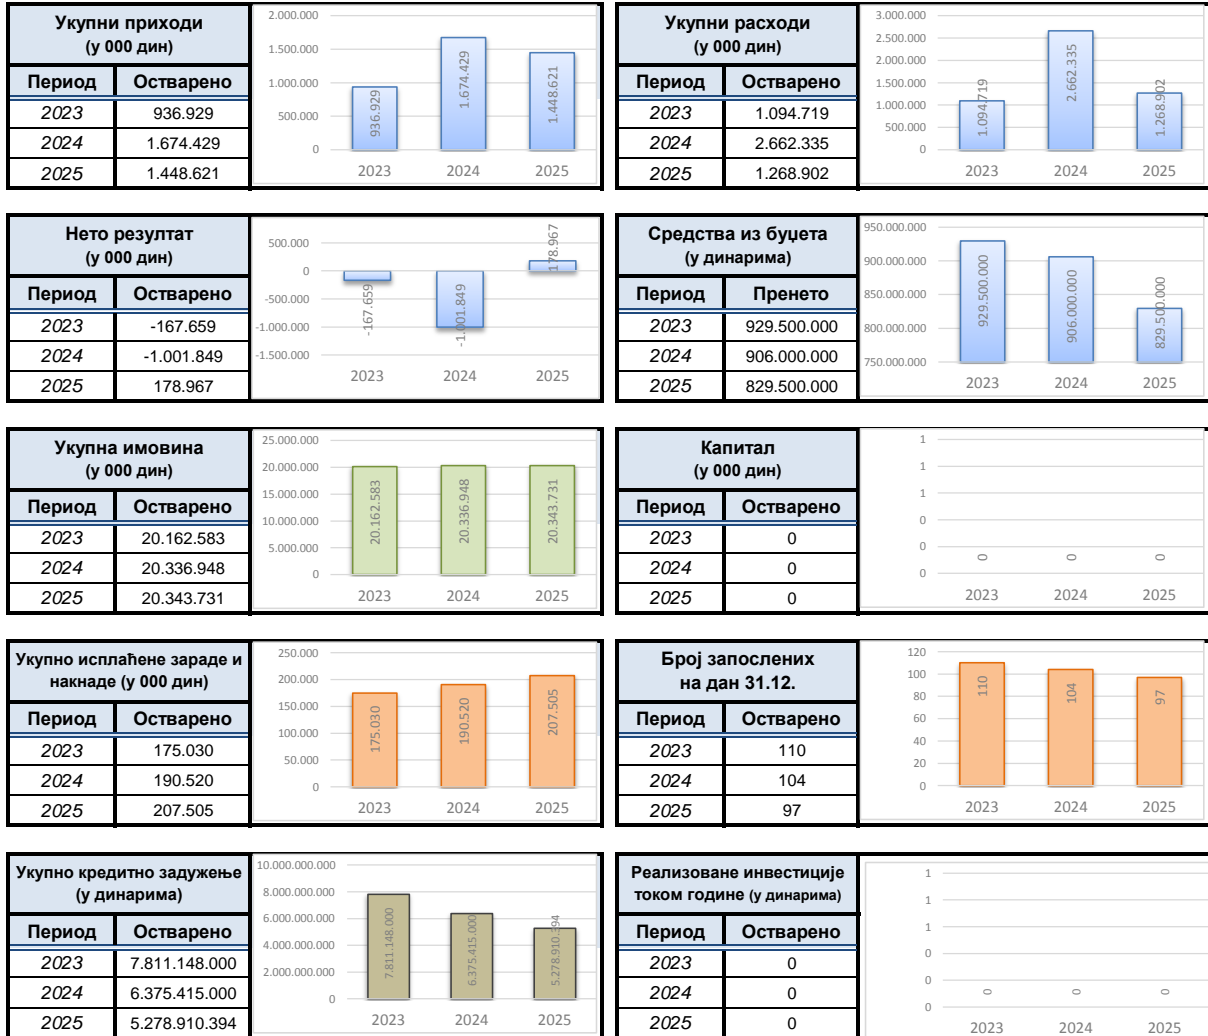 Укупни приходи
(у 000 дин)
Период Остварено
2023 936.929
2024 1.674.429
2025 1.448.621
2.000.000
1.500.000
1.000.000
500.000
0
936.929
1.674.429
1.448.621
2023 2024 2025
Укупни расходи
(у 000 дин)
Период Остварено
2023 1.094.719
2024 2.662.335
2025 1.268.902
3.000.000
2.500.000
2.000.000
1.500.000
1.000.000
500.000
0
1.094.719
2.662.335
1.268.902
2023 2024 2025
Нето резултат
(у 000 дин)
Период Остварено
2023 -167.659
2024 -1.001.849
2025 178.967
500.000
0
-500.000
-1.000.000
-1.500.000
-167.659
-1.001.849
178.967
2023 2024 2025
Средства из буџета
(у динарима)
Период Пренето
2023 929.500.000
2024 906.000.000
2025 829.500.000
950.000.000
900.000.000
850.000.000
800.000.000
750.000.000
929.500.000
906.000.000
829.500.000
2023 2024 2025
Укупна имовина
(у 000 дин)
Период Остварено
2023 20.162.583
2024 20.336.948
2025 20.343.731
25.000.000
20.000.000
15.000.000
10.000.000
5.000.000
0
20.162.583
20.336.948
20.343.731
2023 2024 2025
Капитал
(у 000 дин)
Период Остварено
2023 0
2024 0
2025 0
1
1
1
0
0
0
0
0
0
2023 2024 2025
Укупно исплаћене зараде и
накнаде (у 000 дин)
Период Остварено
2023 175.030
2024 190.520
2025 207.505
250.000
200.000
150.000
100.000
50.000
0
175.030
190.520
207.505
2023 2024 2025
Број запослених
на дан 31.12.
Период Остварено
2023 110
2024 104
2025 97
120
100
80
60
40
20
0
110
104
97
2023 2024 2025
Укупно кредитно задужење
(у динарима)
Период Остварено
2023 7.811.148.000
2024 6.375.415.000
2025 5.278.910.394
10.000.000.000
8.000.000.000
6.000.000.000
4.000.000.000
2.000.000.000
0
7.811.148.000
6.375.415.000
5.278.910.394
2023 2024 2025
Реализоване инвестиције
током године (у динарима)
Период Остварено
2023 0
2024 0
2025 0
1
1
1
0
0
0
0
0
0
2023 2024 2025